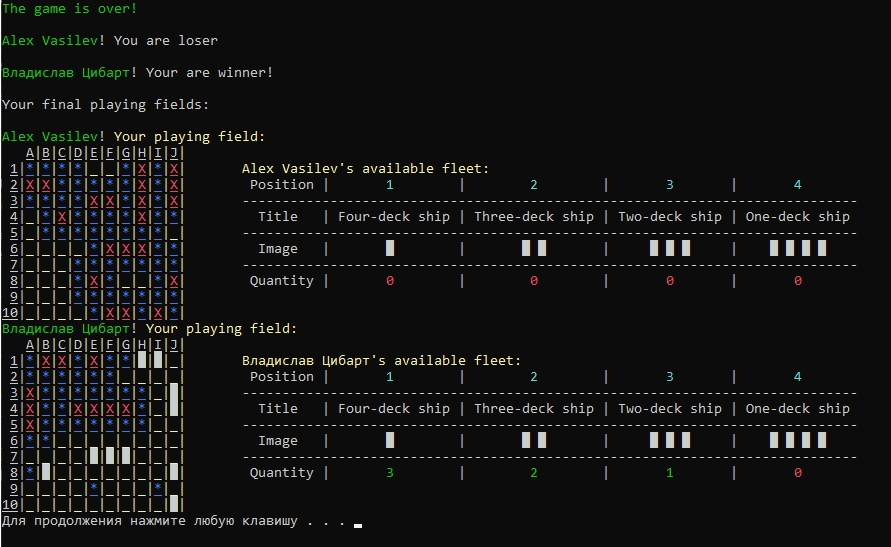 The game is over!
Alex Vasilev! You are loser
Владислав Цибарт! Your are winner!
Your final playing fields:
Alex Vasilev! Your playing field:
A|B|C|D|E|F|G|H|I|J|
1|*|*|*|*|_|_|*|X|*|X| Alex Vasilev's available fleet:
2|X|X|*|*|*|*|*|X|*|X| Position | 1 | 2 | 3 | 4
3|*|*|*|*|X|X|*|X|*|X| -----------------------------------------------------------------------------
4|_|*|X|*|*|*|*|X|*|*| Title | Four-deck ship | Three-deck ship | Two-deck ship | One-deck ship
5|_|*|*|*|*|*|*|*|*|*| -----------------------------------------------------------------------------
6|_|_|_|_|*|X|X|X|*|*| Image | █ | █ █ | █ █ █ | █ █ █ █
7|_|_|_|*|*|*|*|*|*|*| -----------------------------------------------------------------------------
8|_|_|_|*|X|*|_|_|*|X| Quantity | 0 | 0 | 0 | 0
9|_|_|_|*|*|*|*|*|*|*|
10|_|_|_|_|*|X|X|*|X|*|
Владислав Цибарт! Your playing field:
A|B|C|D|E|F|G|H|I|J|
1|*|X|X|*|X|*|*|█|█|_| Владислав Цибарт's available fleet:
2|*|*|*|*|*|*|_|_|_|_| Position | 1 | 2 | 3 | 4
3|X|*|*|*|*|*|*|*|_|█| -----------------------------------------------------------------------------
4|X|*|*|X|X|X|X|*|_|█| Title | Four-deck ship | Three-deck ship | Two-deck ship | One-deck ship
5|X|*|*|*|*|*|*|*|_|_| -----------------------------------------------------------------------------
6|*|*|_|_|_|_|_|_|_|_| Image | █ | █ █ | █ █ █ | █ █ █ █
7|_|_|_|_|█|█|█|_|_|_| -----------------------------------------------------------------------------
8|*|█|_|_|_|_|_|_|_|█| Quantity | 3 | 2 | 1 | 0
9|_|_|_|_|*|_|_|_|*|_|
10|_|_|_|_|_|_|_|_|_|█|
Для продолжения нажмите любую клавишу . . .